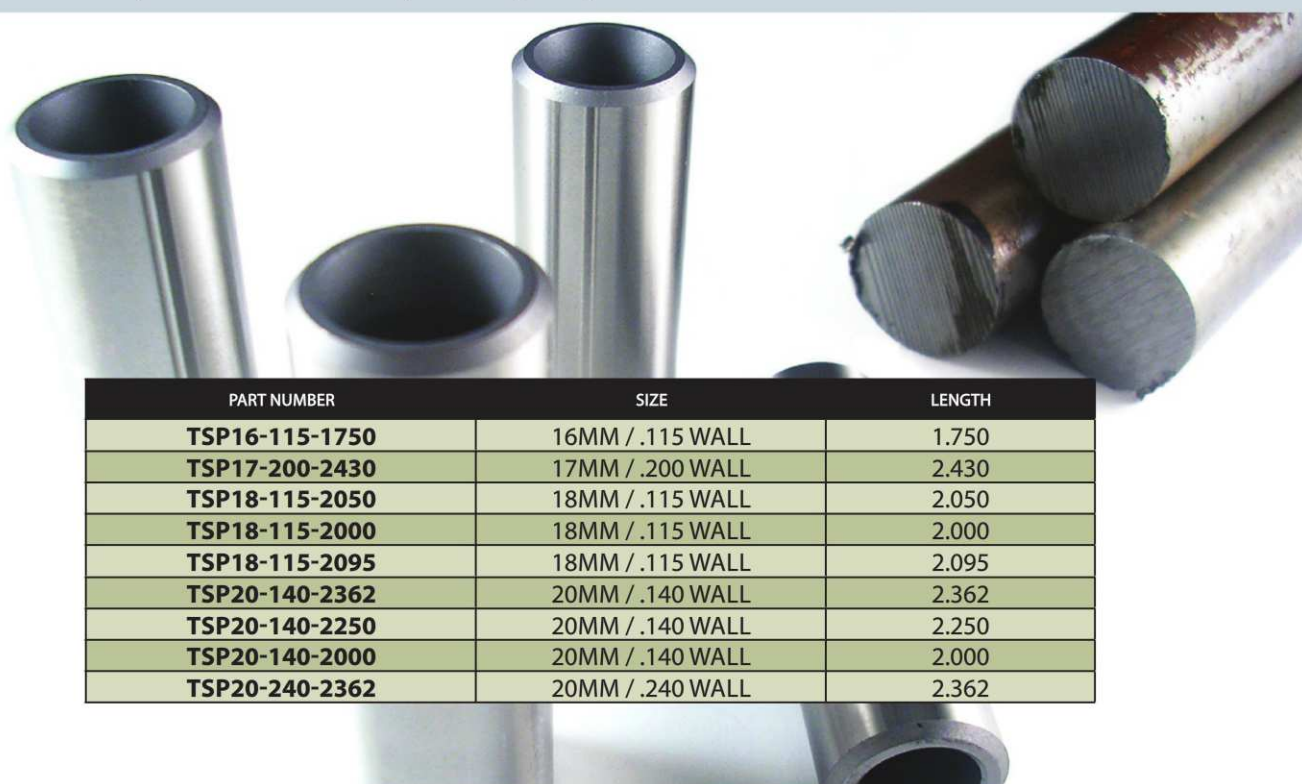 PART NUMBER SIZE LENGTH
TSP16-115-1750 16MM / .115 WALL 1.750
TSP17-200-2430 17MM / .200 WALL 2.430
TSP18-115-2050 18MM / .115 WALL 2.050
TSP18-115-2000 18MM / .115 WALL 2.000
TSP18-115-2095 18MM / .115 WALL 2.095
TSP20-140-2362 20MM / .140 WALL 2.362
TSP20-140-2250 20MM / .140 WALL 2.250
TSP20-140-2000 20MM / .140 WALL 2.000
TSP20-240-2362 20MM / .240 WALL 2.362